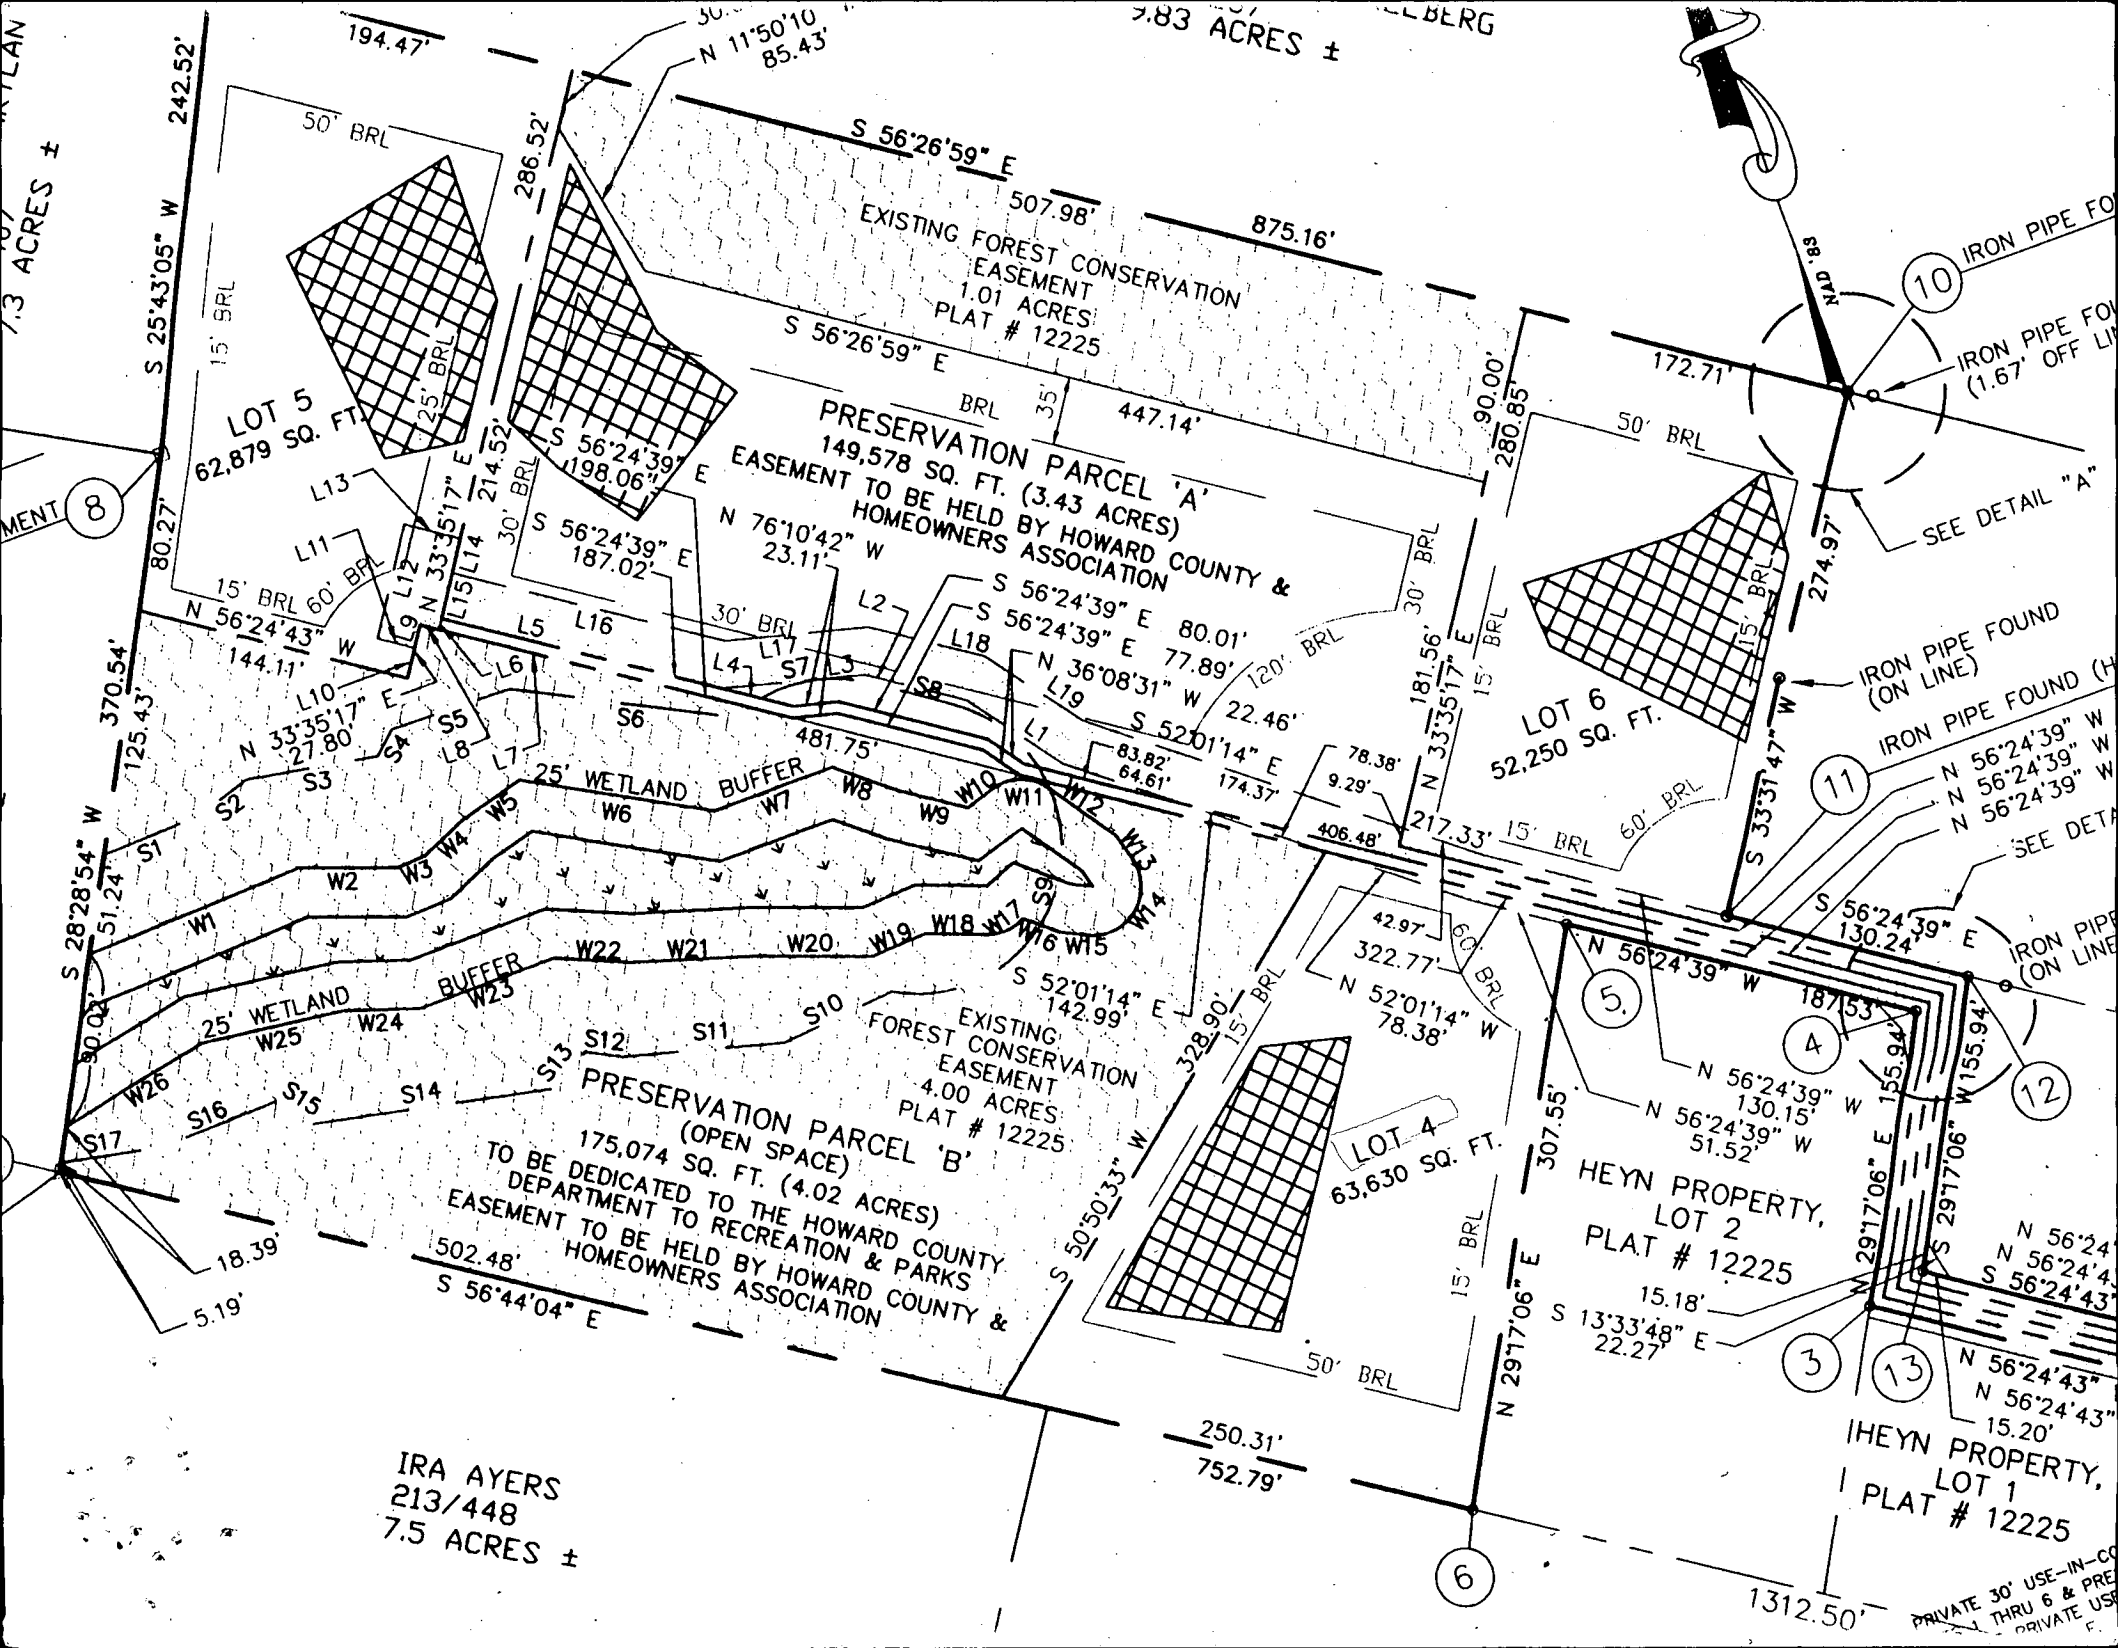 194.47'
242.52'
N 11°50'10
85.43'
9.83 ACRES ±
7.3 ACRES ±
S 25°43'05" W
50' BRL
286.52'
S 56°26'59" E
507.98'
875.16'
EXISTING FOREST CONSERVATION
EASEMENT
1.01 ACRES
PLAT # 12225
S 56°26'59" E
447.14'
NAD '83
10
IRON PIPE FO
IRON PIPE FOU
(1.67' OFF LI
172.71'
90.00'
280.85'
50' BRL
SEE DETAIL "A"
274.97'
15' BRL
25' BRL
LOT 5
62,879 SQ. FT.
BRL
35'
PRESERVATION PARCEL 'A'
149,578 SQ. FT. (3.43 ACRES)
EASEMENT TO BE HELD BY HOWARD COUNTY &
HOMEOWNERS ASSOCIATION
S 56°24'39" E
198.06'
214.52'
N 33°35'17" E
L13
L11
L12
L14
L15
L9
30' BRL
S 56°24'39" E
187.02'
N 76°10'42" W
23.11'
MENT
8
80.27'
15' BRL
60' BRL
N 56°24'43" W
144.11'
L10
N 33°35'17" E
27.80'
L5
L16
L6
L7
L8
30' BRL
L17
L4
S7
L3
L2
S8
L18
S 56°24'39" E 80.01'
S 56°24'39" E 77.89'
N 36°08'31" W
22.46'
L19
L1
120' BRL
30' BRL
181.56'
N 33°35'17" E
15' BRL
15' BRL
LOT 6
52,250 SQ. FT.
IRON PIPE FOUND
(ON LINE)
IRON PIPE FOUND (H
11
N 56°24'39" W
N 56°24'39" W
N 56°24'39" W
SEE DETA
S 33°31'47" W
370.54'
125.43'
S 28°28'54" W
51.24'
90.02'
S1
S2
S3
S4
S5
S6
481.75'
25' WETLAND BUFFER
W1
W2
W3
W4
W5
W6
W7
W8
W9
W10
W11
W12
W13
W14
W15
W16
W17
W18
W19
W20
W21
W22
W23
W24
W25
W26
25' WETLAND BUFFER
S9
S 52°01'14" E
174.37'
83.82'
64.61'
78.38'
9.29'
406.48'
217.33'
15' BRL
60' BRL
S 56°24'39" E
130.24'
IRON PIPE
(ON LINE
42.97'
322.77'
60' BRL
N 52°01'14" W
78.38'
N 56°24'39" W
187.53'
5.
4
12
S 52°01'14" E
142.99'
S10
S11
S12
S13
S14
S15
S16
S17
EXISTING
FOREST CONSERVATION
EASEMENT
4.00 ACRES
PLAT # 12225
PRESERVATION PARCEL 'B'
(OPEN SPACE)
175,074 SQ. FT. (4.02 ACRES)
TO BE DEDICATED TO THE HOWARD COUNTY
DEPARTMENT TO RECREATION & PARKS
EASEMENT TO BE HELD BY HOWARD COUNTY &
HOMEOWNERS ASSOCIATION
328.90'
15' BRL
S 50°50'33" W
LOT 4
63,630 SQ. FT.
15' BRL
50' BRL
307.55'
N 29°17'06" E
N 56°24'39" W
130.15'
N 56°24'39" W
51.52'
HEYN PROPERTY,
LOT 2
PLAT # 12225
155.94'
N 29°17'06" E
155.94'
S 29°17'06" W
15.18'
S 13°33'48" E
22.27'
3
13
N 56°24'
N 56°24'43
S 56°24'43"
N 56°24'43"
N 56°24'43"
15.20'
HEYN PROPERTY,
LOT 1
PLAT # 12225
18.39'
5.19'
502.48'
S 56°44'04" E
250.31'
752.79'
6
1312.50'
IRA AYERS
213/448
7.5 ACRES ±
PRIVATE 30' USE-IN-CO
1 THRU 6 & PRE
PRIVATE USE